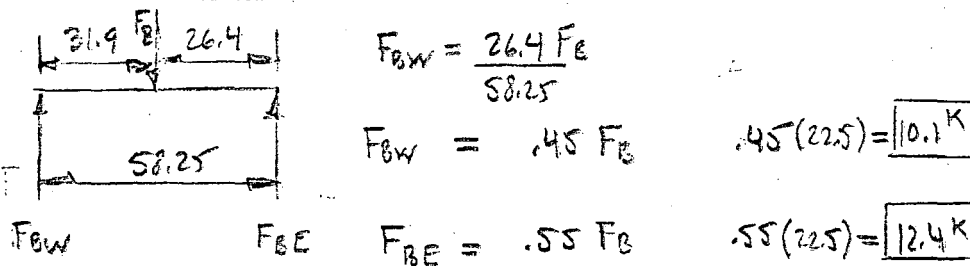 31.9 F_B 26.4
F_BW = 26.4 F_B / 58.25
58.25
F_BW = .45 F_B .45(22.5) = 10.1 K
F_BW F_BE F_BE = .55 F_B .55(22.5) = 12.4 K